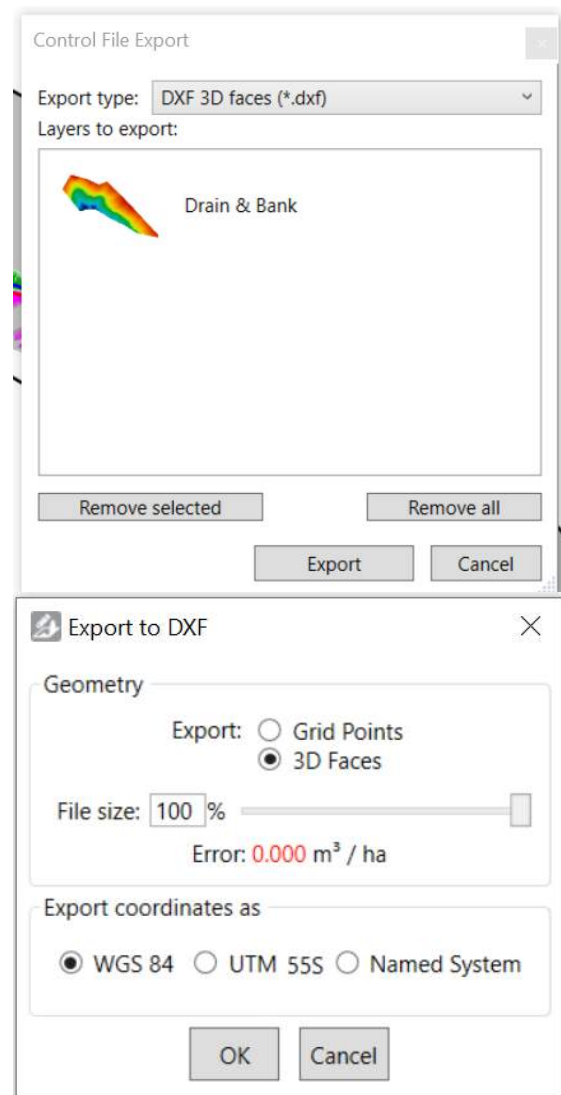 Control File Export
Export type: DXF 3D faces (*.dxf)
Layers to export:
Drain & Bank
Remove selected Remove all
Export Cancel
Export to DXF
Geometry
Export: Grid Points
3D Faces
File size: 100 %
Error: 0.000 m³ / ha
Export coordinates as
WGS 84 UTM 55S Named System
OK Cancel